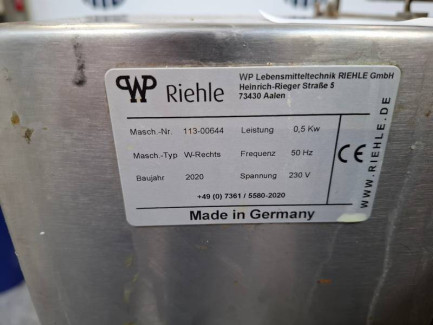 WP Riehle
WP Lebensmitteltechnik RIEHLE GmbH
Heinrich-Rieger Straße 5
73430 Aalen
Masch.-Nr. 113-00644 Leistung 0,5 Kw
Masch.-Typ W-Rechts Frequenz 50 Hz
Baujahr 2020 Spannung 230 V
+49 (0) 7361 / 5580-2020
CE
WWW.RIEHLE.DE
Made in Germany